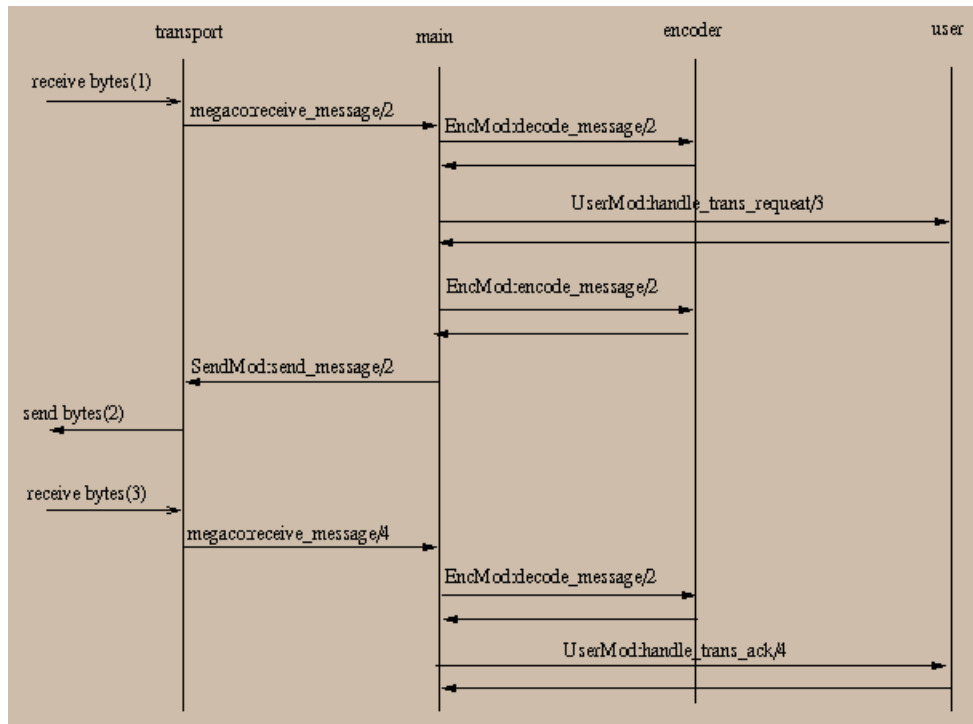 transport
main
encoder
user
receive bytes(1)
megaco:receive_message/2
EncMod:decode_message/2
UserMod:handle_trans_requeat/3
EncMod:encode_message/2
SendMod:send_message/2
send bytes(2)
receive bytes(3)
megaco:receive_message/4
EncMod:decode_message/2
UserMod:handle_trans_ack/4